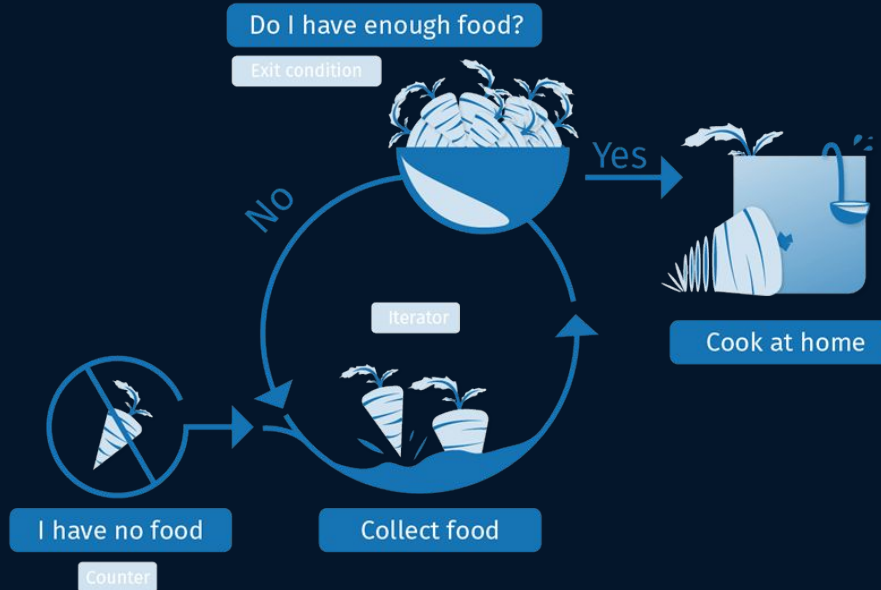 Do I have enough food?
Exit condition
Yes
No
Iterator
Cook at home
I have no food
Collect food
Counter